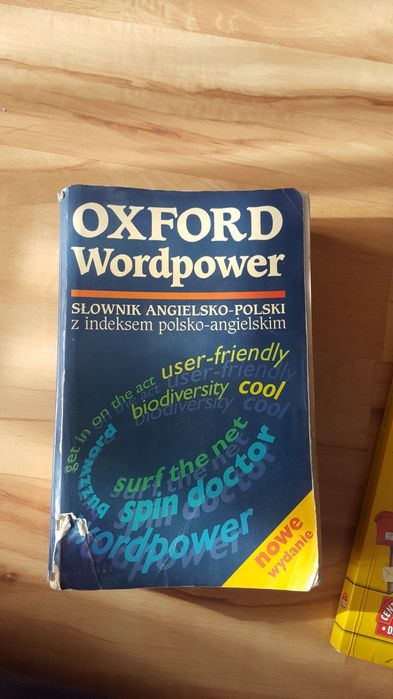 OXFORD
Wordpower
SŁOWNIK ANGIELSKO-POLSKI
z indeksem polsko-angielskim
user-friendly
get in on the act
biodiversity
cool
buzzword
surf the net
spin doctor
wordpower
nowe
wydanie